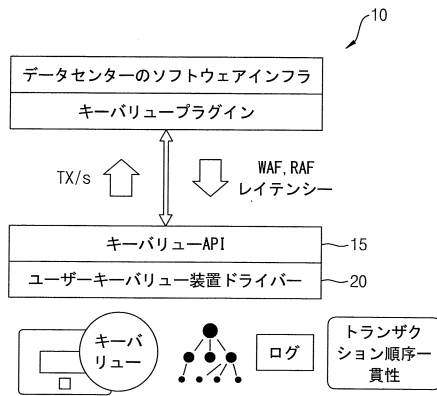 10
データセンターのソフトウェアインフラ
キーバリュープラグイン
TX/s
WAF,RAF
レイテンシー
キーバリューAPI
15
ユーザーキーバリュー装置ドライバー
20
キーバ
リュー
ログ
トランザク
ション順序一
貫性